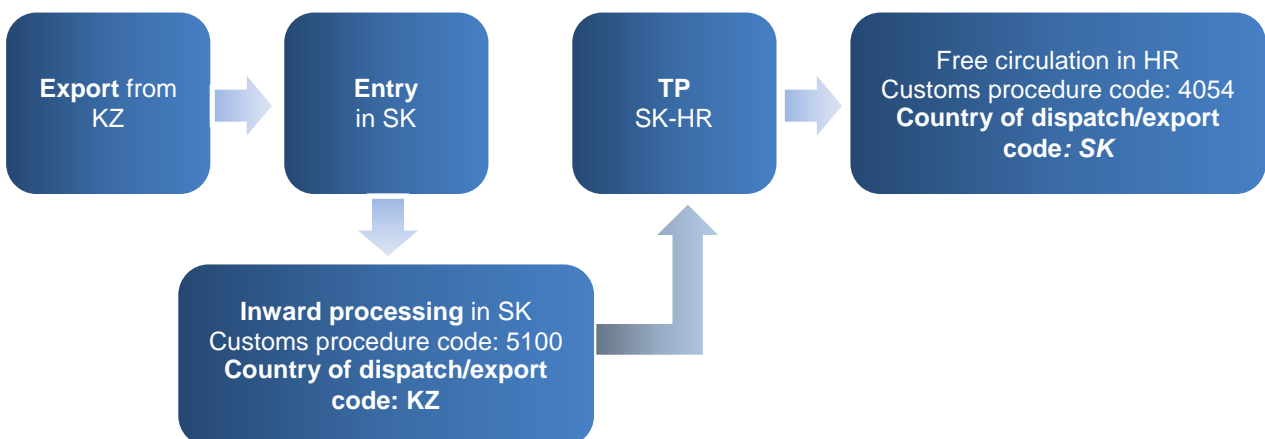 Export from
KZ
Entry
in SK
Inward processing in SK
Customs procedure code: 5100
Country of dispatch/export
code: KZ
TP
SK-HR
Free circulation in HR
Customs procedure code: 4054
Country of dispatch/export
code: SK